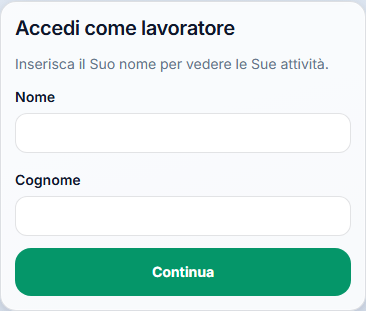 Accedi come lavoratore
Inserisca il Suo nome per vedere le Sue attività.
Nome
Cognome
Continua